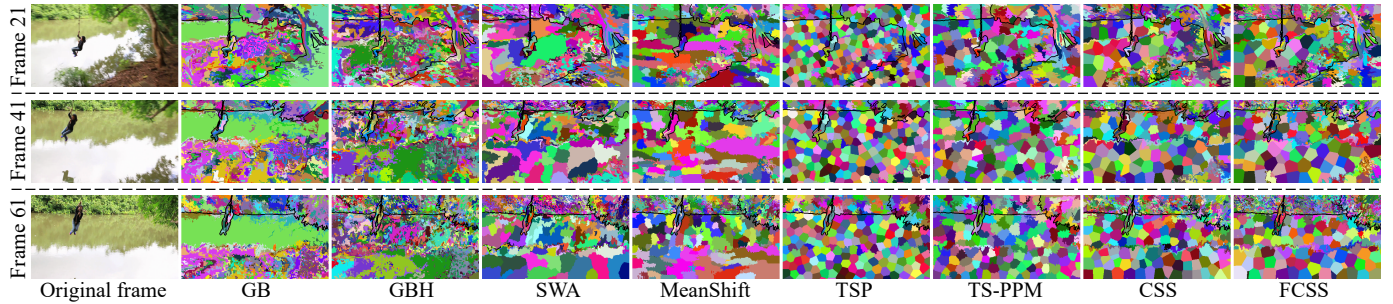 Frame 21
Frame 41
Frame 61
Original frame GB GBH SWA MeanShift TSP TS-PPM CSS FCSS